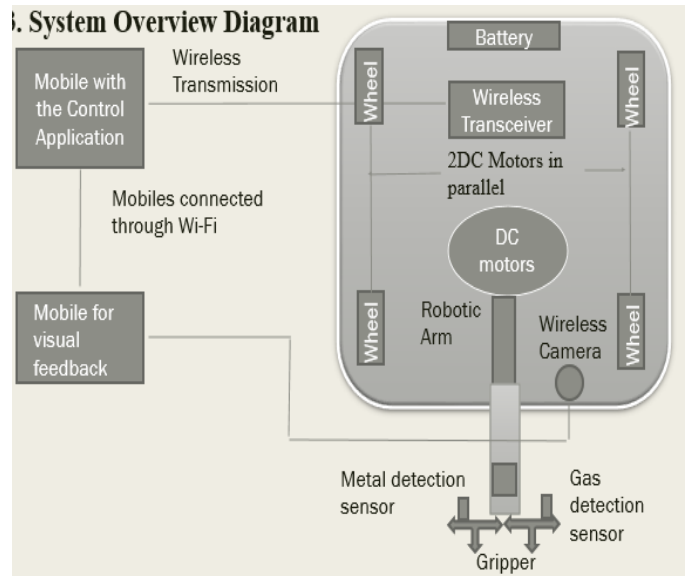 . System Overview Diagram
Mobile with
the Control
Application
Wireless
Transmission
Mobiles connected
through Wi-Fi
Mobile for
visual
feedback
Battery
Wheel
Wheel
Wireless
Transceiver
2DC Motors in
parallel
DC
motors
Robotic
Arm
Wireless
Camera
Wheel
Wheel
Metal detection
sensor
Gas
detection
sensor
Gripper